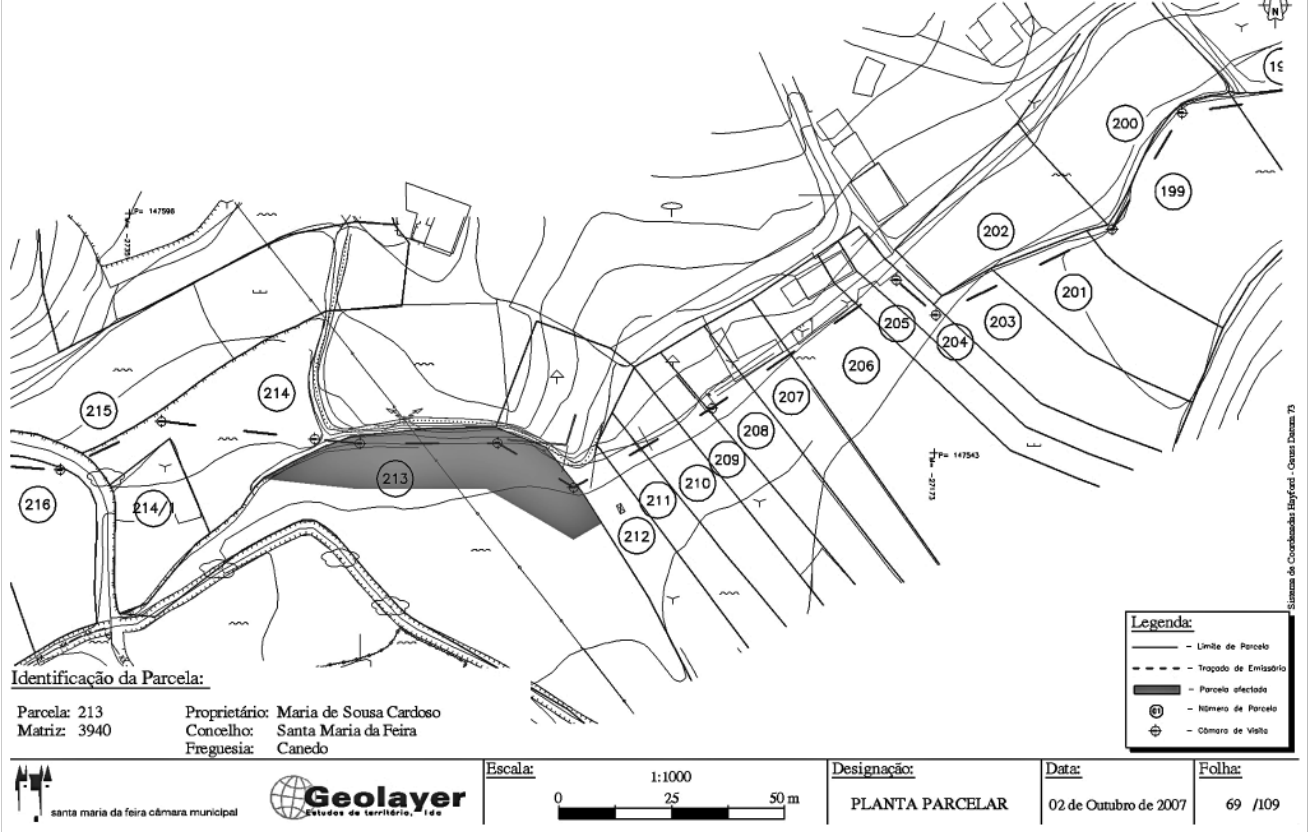 N
19
200
199
P= 147598
202
201
203
205
204
206
214
215
207
208
209
P= 147543
-27173
213
210
211
216
214/1
212
Sistema de Coordenadas Hayford - Gauss Datum 73
Legenda:
- Limite de Parcela
- Traçado de Emissário
- Parcela afectada
61 - Número de Parcela
- Câmara de Visita
Identificação da Parcela:
Parcela: 213 Proprietário: Maria de Sousa Cardoso
Matriz: 3940 Concelho: Santa Maria da Feira
Freguesia: Canedo
santa maria da feira câmara municipal
Geolayer
Estudos de território, lda
Escala:
1:1000
0 25 50 m
Designação:
PLANTA PARCELAR
Data:
02 de Outubro de 2007
Folha:
69 /109